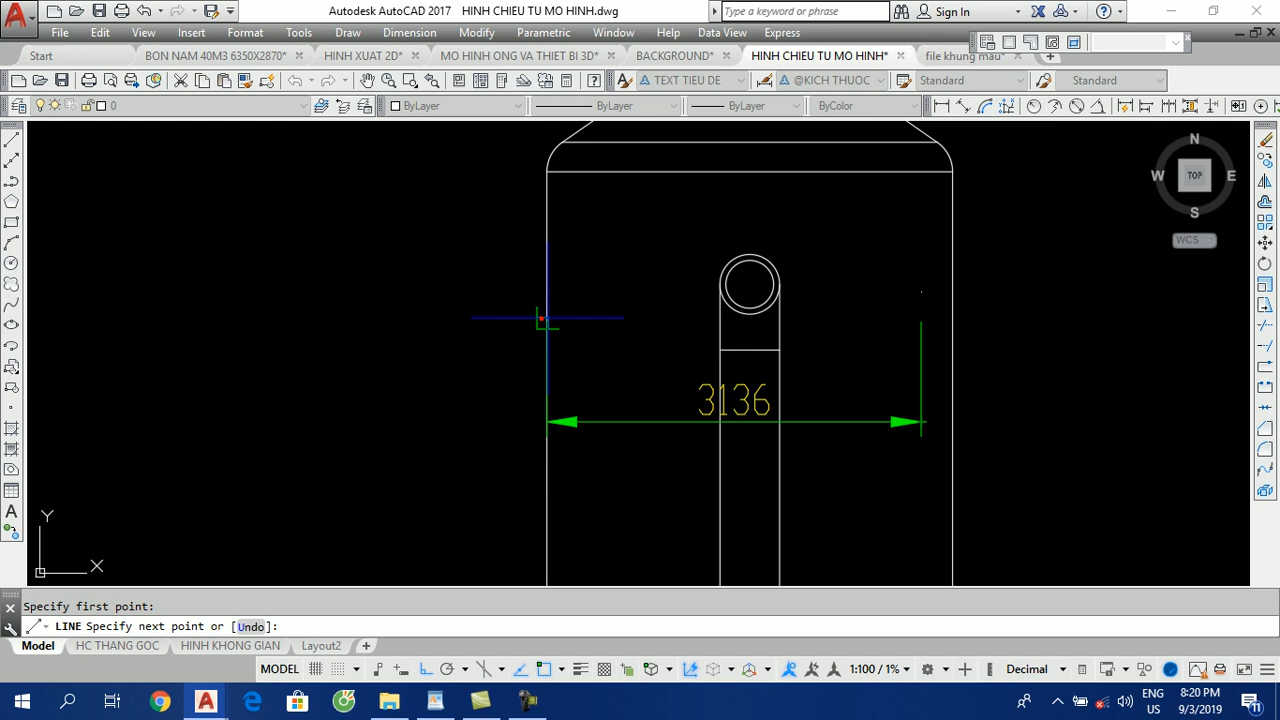 Autodesk AutoCAD 2017 HINH CHIEU TU MO HINH.dwg
Type a keyword or phrase
Sign In
File Edit View Insert Format Tools Draw Dimension Modify Parametric Window Help Data View Express
Start
BON NAM 40M3 6350X2870*
HINH XUAT 2D*
MO HINH ONG VA THIET BI 3D*
BACKGROUND*
HINH CHIEU TU MO HINH*
file khung mau*
TEXT TIEU DE
@KICH THUOC
Standard
Standard
0
ByLayer
ByLayer
ByLayer
ByColor
N
W TOP E
S
WCS
3136
Y
X
Specify first point:
LINE Specify next point or [Undo]:
Model HC THANG GOC HINH KHONG GIAN Layout2
MODEL
1:100 / 1%
Decimal
ENG
US
8:20 PM
9/3/2019
11